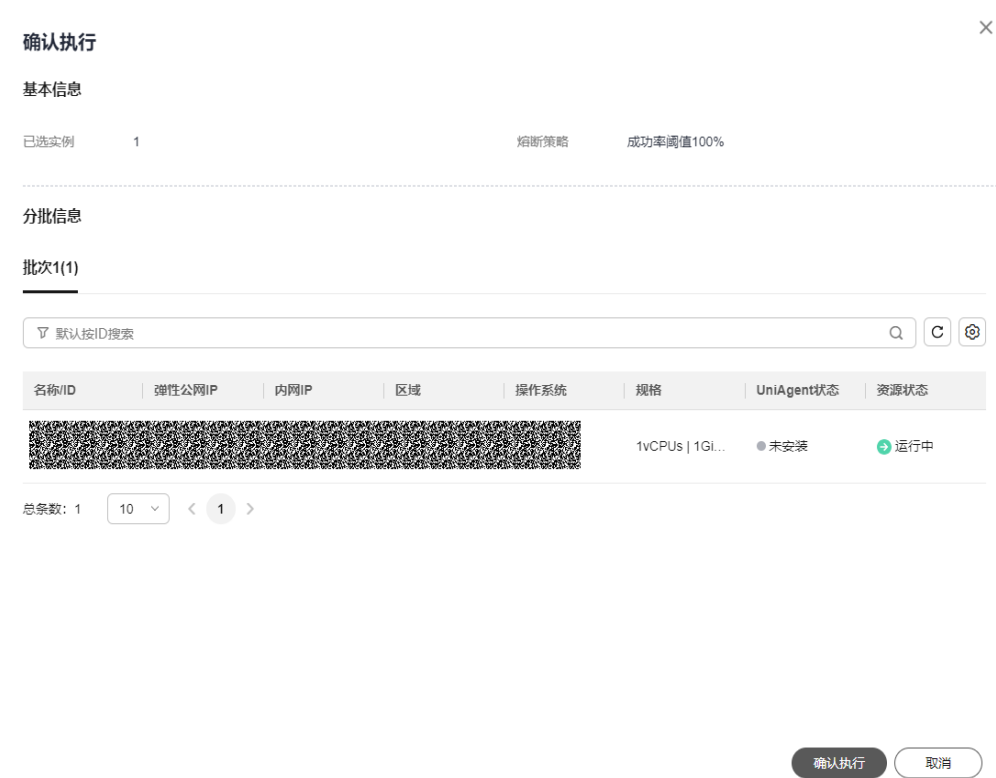 确认执行
基本信息
已选实例 1 熔断策略 成功率阈值100%
分批信息
批次1(1)
默认按ID搜索
名称/ID 弹性公网IP 内网IP 区域 操作系统 规格 UniAgent状态 资源状态
1vCPUs | 1Gi... 未安装 运行中
总条数: 1 10 1
确认执行 取消